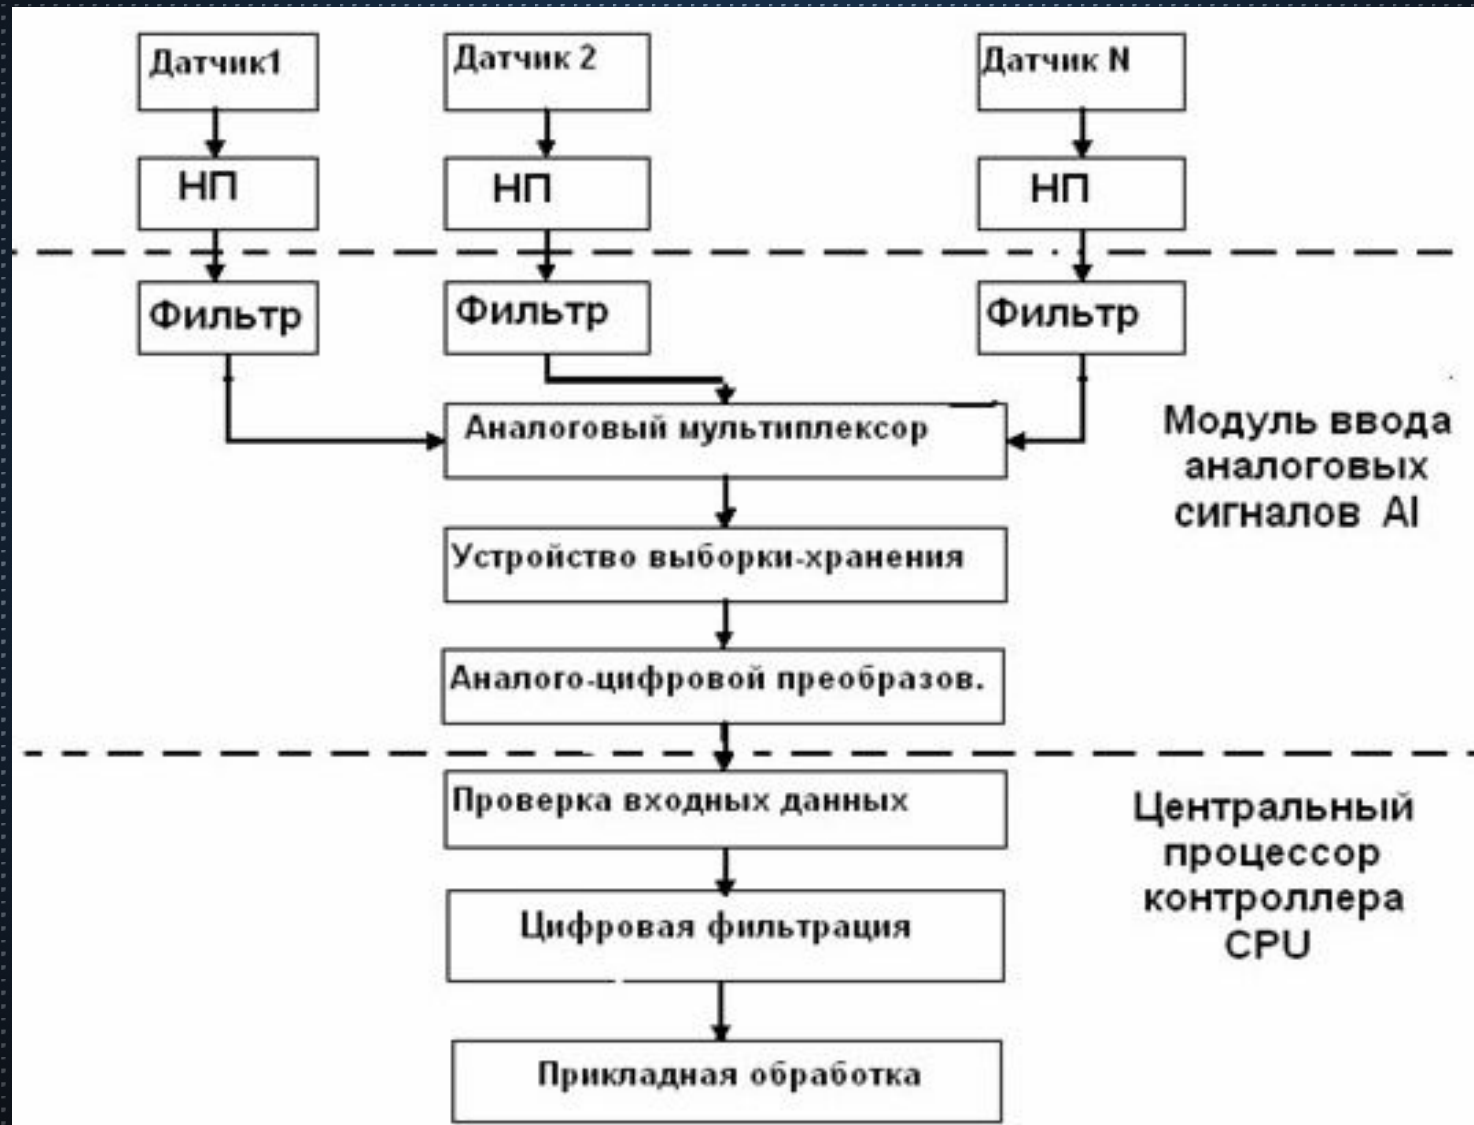 Датчик1
Датчик 2
Датчик N
НП
НП
НП
Фильтр
Фильтр
Фильтр
Аналоговый мультиплексор
Модуль ввода
аналоговых
сигналов AI
Устройство выборки-хранения
Аналого-цифровой преобразов.
Проверка входных данных
Центральный
процессор
контроллера
CPU
Цифровая фильтрация
Прикладная обработка